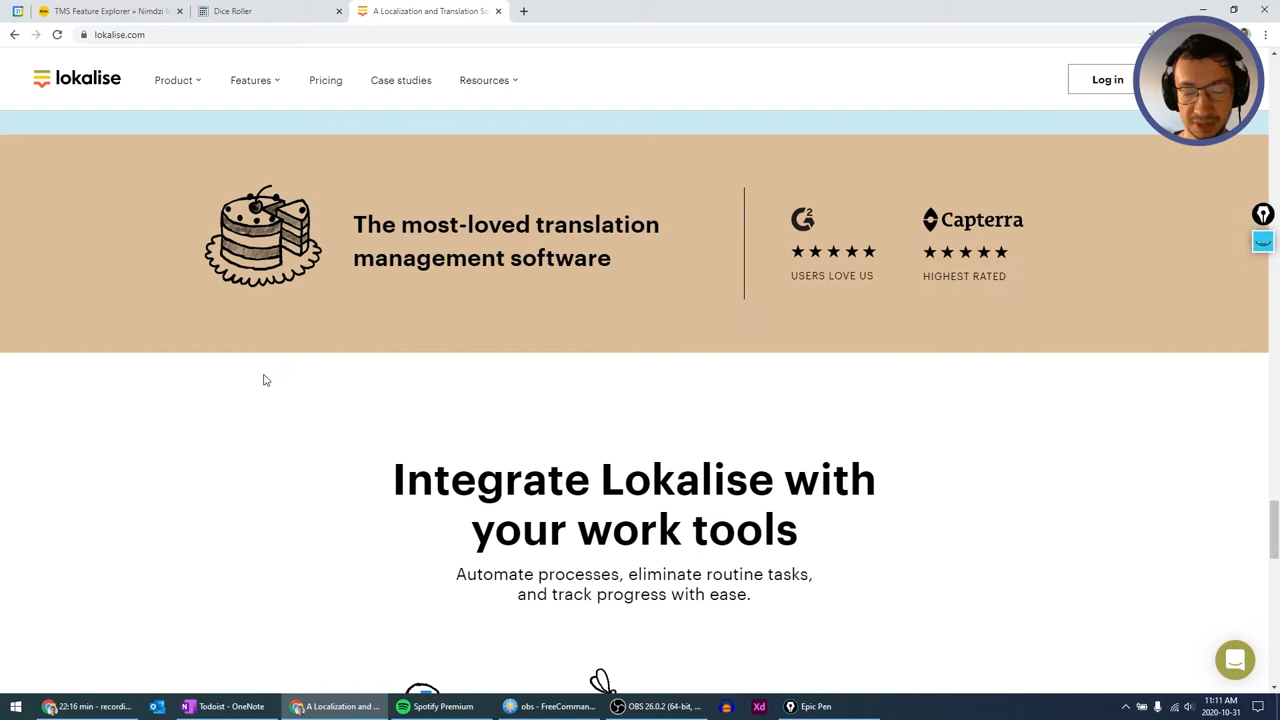 TMS Feature Explorer » Nimdzi In
Dice Roller
A Localization and Translation So
lokalise.com
lokalise
Product
Features
Pricing
Case studies
Resources
Log in
The most-loved translation
management software
G2
USERS LOVE US
Capterra
HIGHEST RATED
Integrate Lokalise with
your work tools
Automate processes, eliminate routine tasks,
and track progress with ease.
22:16 min - recordi...
Todoist - OneNote
A Localization and ...
Spotify Premium
obs - FreeComman...
OBS 26.0.2 (64-bit, ...
Xd
Epic Pen
11:11 AM
2020-10-31